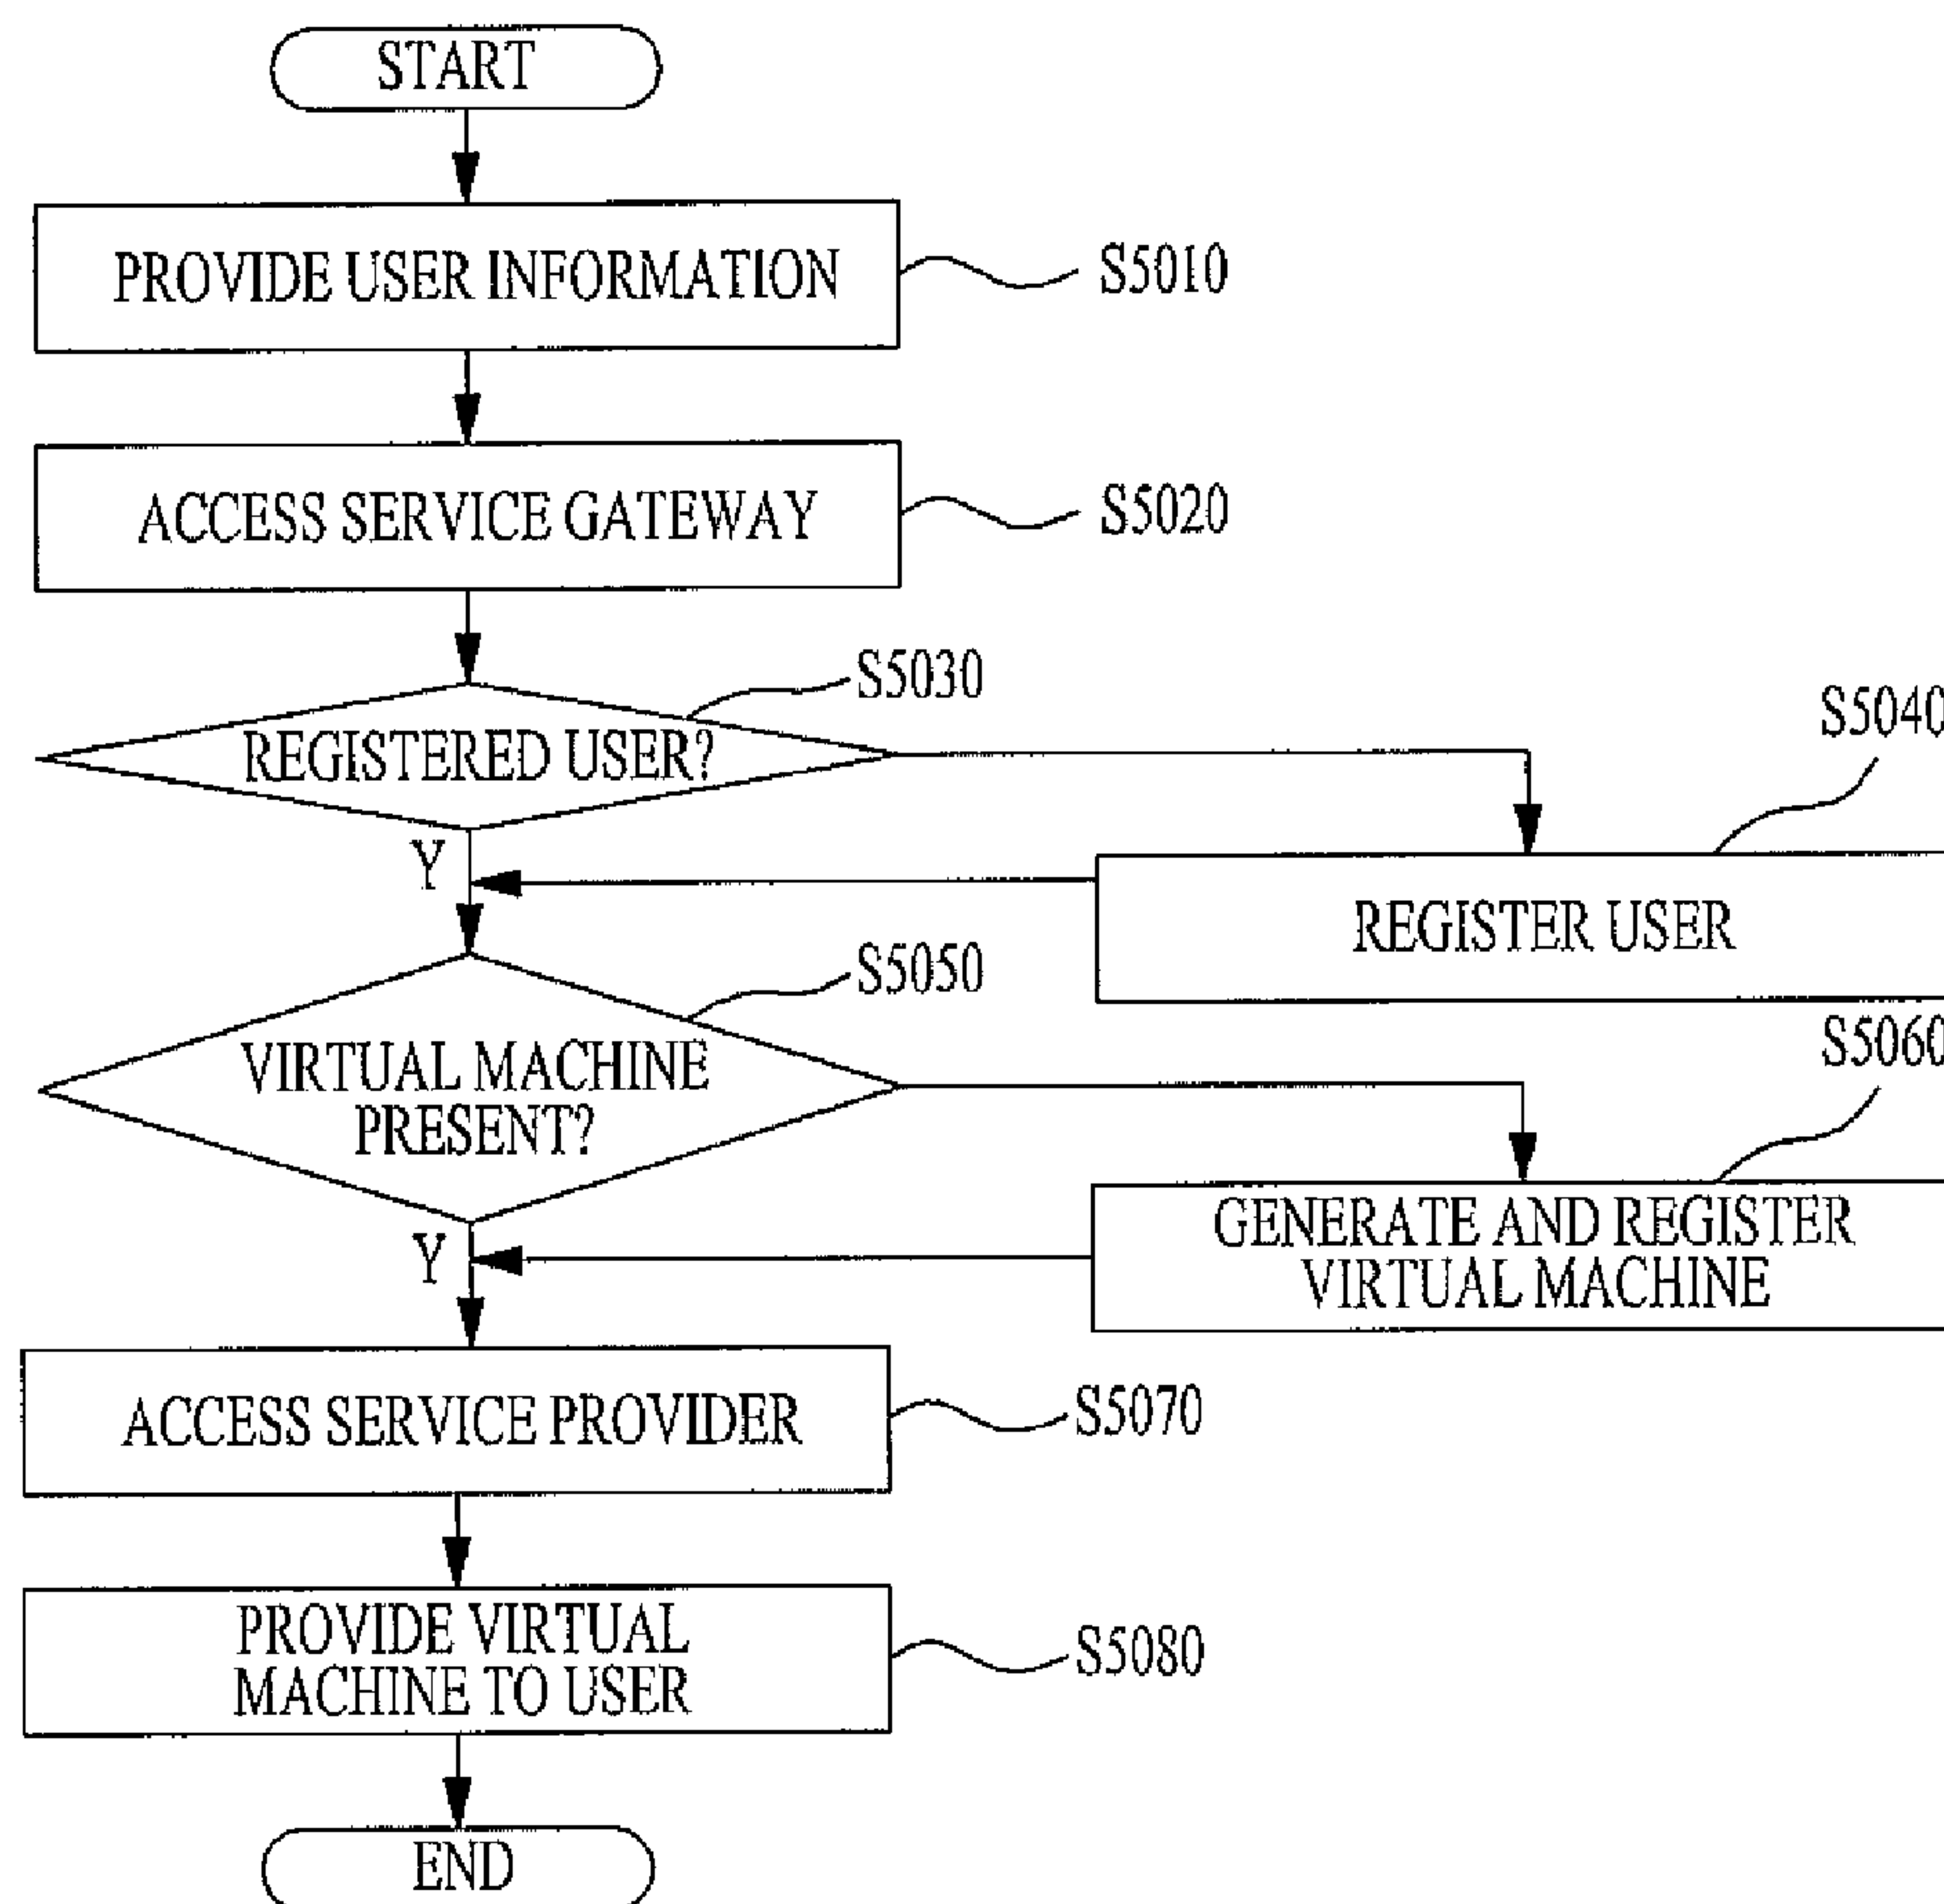 START
PROVIDE USER INFORMATION
S5010
ACCESS SERVICE GATEWAY
S5020
S5030
REGISTERED USER?
S5040
Y
REGISTER USER
S5050
VIRTUAL MACHINE
PRESENT?
S5060
GENERATE AND REGISTER
VIRTUAL MACHINE
Y
ACCESS SERVICE PROVIDER
S5070
PROVIDE VIRTUAL
MACHINE TO USER
S5080
END